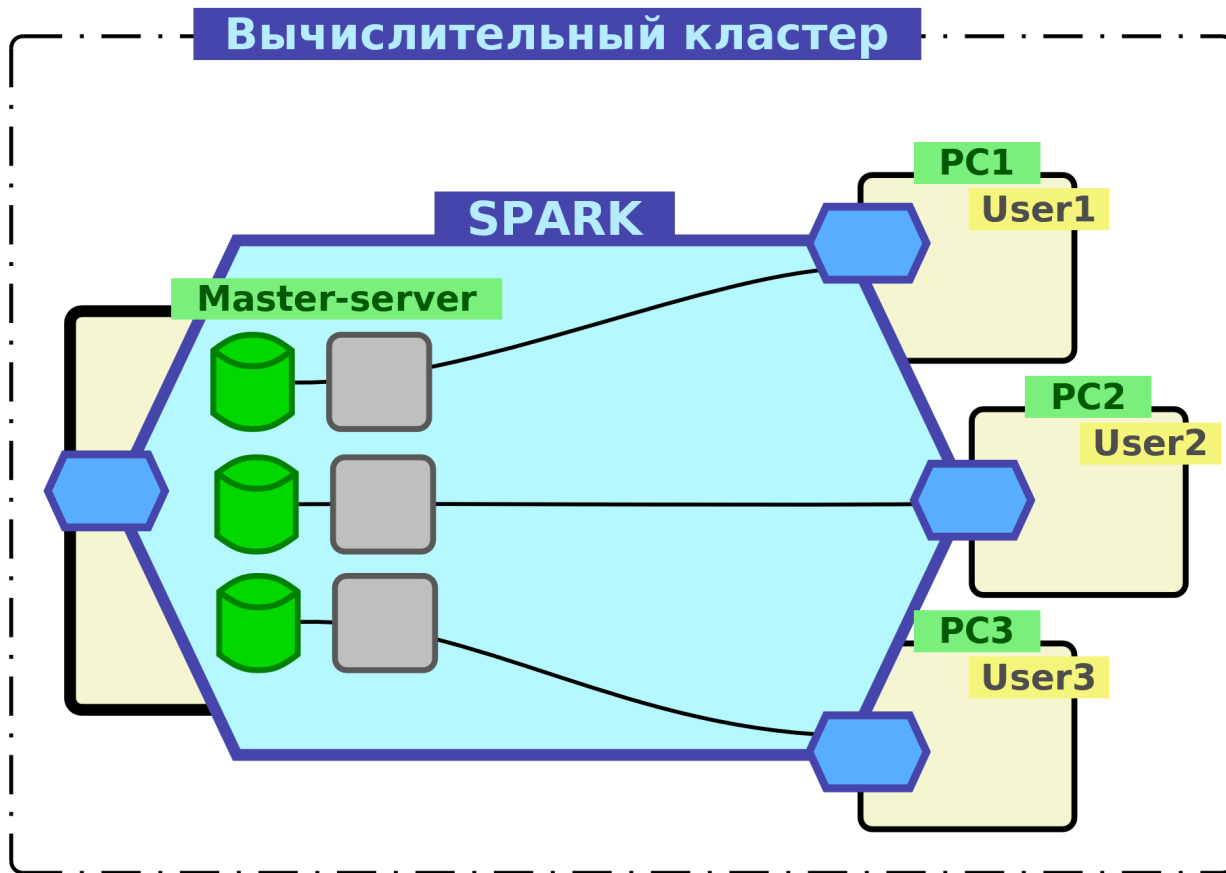 Вычислительный кластер
PC1
User1
SPARK
Master-server
PC2
User2
PC3
User3